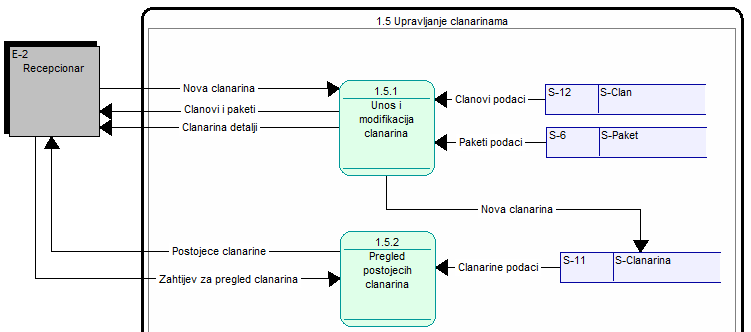 1.5 Upravljanje clanarinama
E-2
Recepcionar
Nova clanarina
Clanovi i paketi
Clanarina detalji
1.5.1
Unos i
modifikacija
clanarina
Clanovi podaci
S-12 S-Clan
Paketi podaci
S-6 S-Paket
Nova clanarina
1.5.2
Pregled
postojecih
clanarina
Postojece clanarine
Zahtijev za pregled clanarina
Clanarine podaci
S-11 S-Clanarina